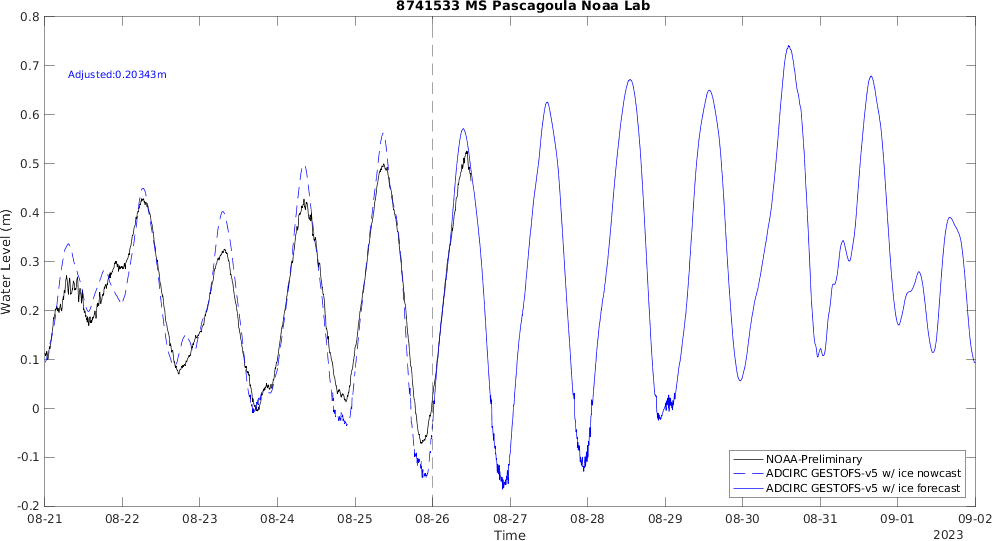 8741533 MS Pascagoula Noaa Lab
0.8
0.7
Adjusted:0.20343m
0.6
0.5
0.4
0.3
Water Level (m)
0.2
0.1
0
-0.1
-0.2
NOAA-Preliminary
ADCIRC GESTOFS-v5 w/ ice nowcast
ADCIRC GESTOFS-v5 w/ ice forecast
08-21 08-22 08-23 08-24 08-25 08-26 08-27 08-28 08-29 08-30 08-31 09-01 09-02
Time
2023